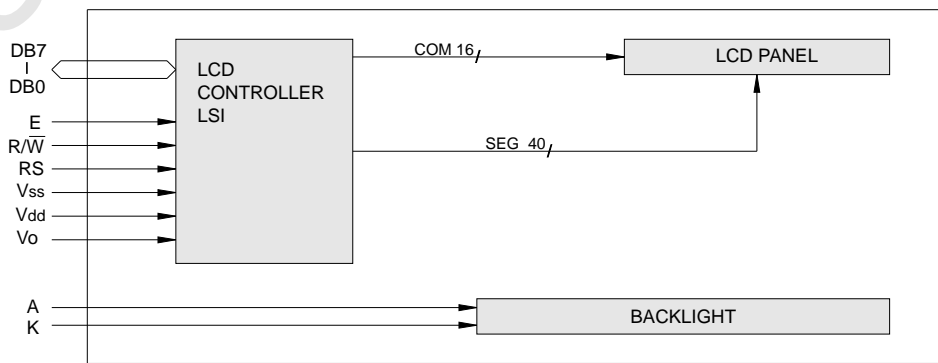 DB7
DB0
LCD
CONTROLLER
LSI
COM 16
LCD PANEL
E
R/W̅
RS
Vss
Vdd
Vo
SEG 40
A
K
BACKLIGHT